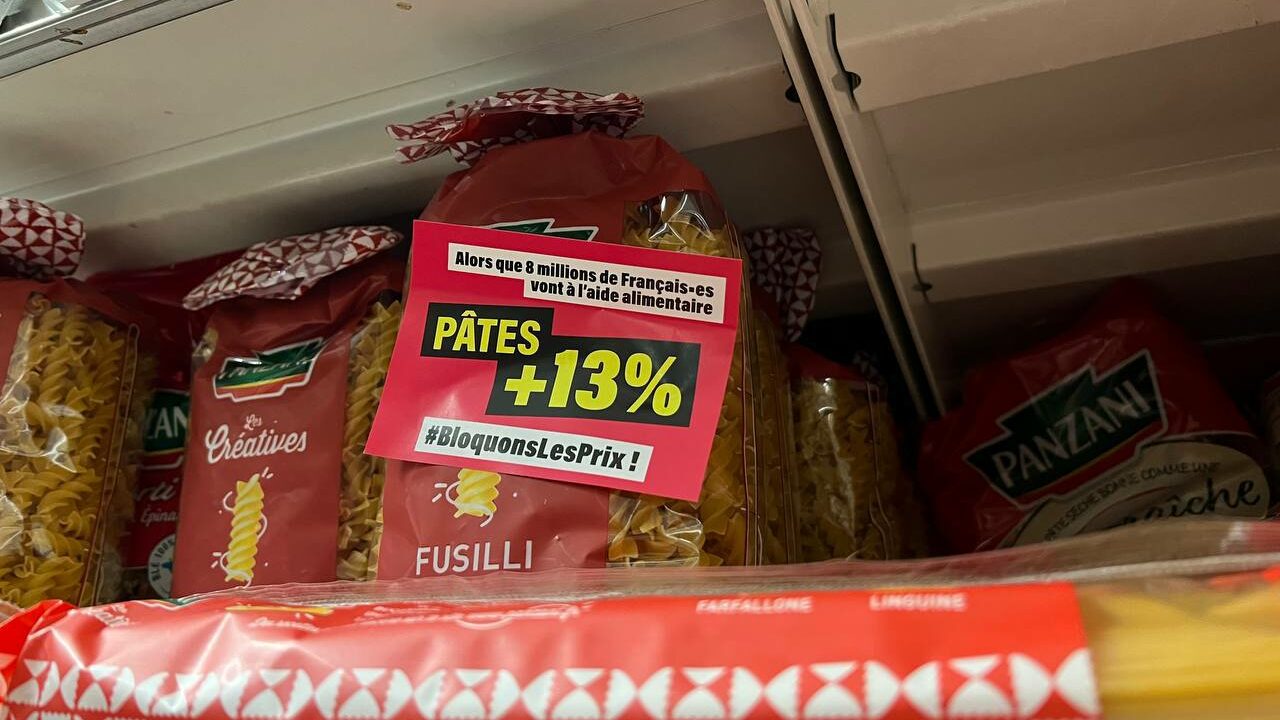 Alors que 8 millions de Français·es
vont à l'aide alimentaire
PÂTES
+13%
#BloquonsLesPrix !
PANZANI
Les
Créatives
FUSILLI
PANZANI
FARFALLONE
LINGUINE